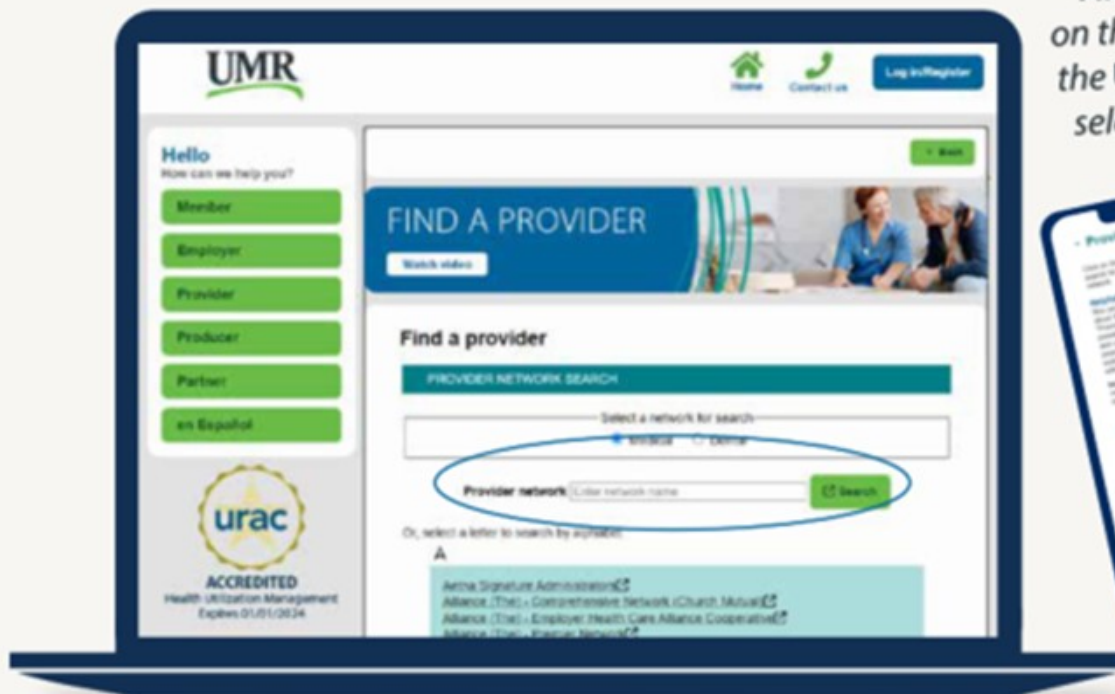 on th
the
sel
UMR
Home
Contact us
Log in/Register
Hello
How can we help you?
Member
Employer
Provider
Producer
Partner
en Español
urac
ACCREDITED
Health Utilization Management
Expires 01/01/2024
< Back
FIND A PROVIDER
Watch video
Find a provider
PROVIDER NETWORK SEARCH
Select a network for search
Medical Dental
Provider network Enter network name Search
Or, select a letter to search by alphabet.
A
Aetna Signature Administrators
Alliance (The) - Comprehensive Network (Church Mutual)
Alliance (The) - Employer Health Care Alliance Cooperative
Alliance (The) - Premier Network
Provi